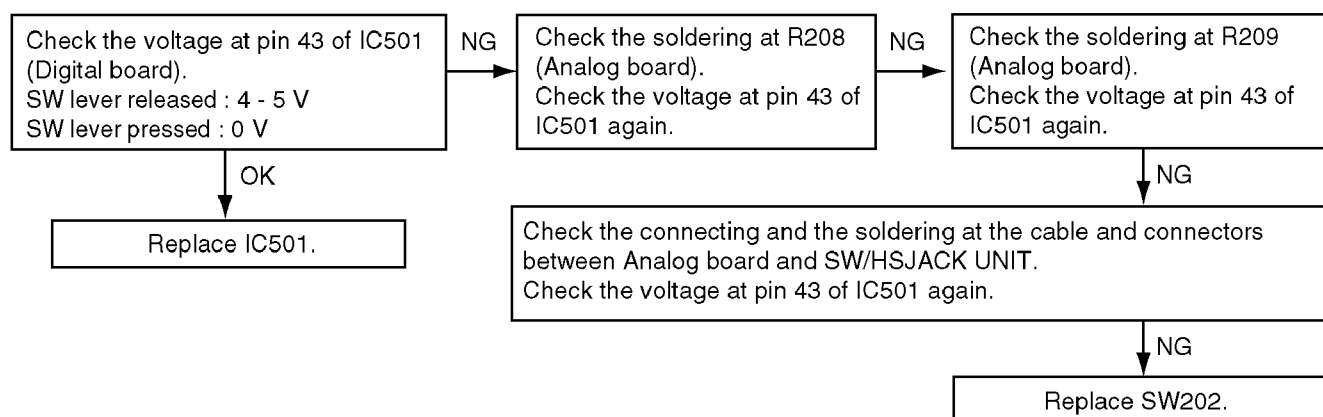 Check the voltage at pin 43 of IC501
(Digital board).
SW lever released : 4 - 5 V
SW lever pressed : 0 V
NG
Check the soldering at R208
(Analog board).
Check the voltage at pin 43 of
IC501 again.
NG
Check the soldering at R209
(Analog board).
Check the voltage at pin 43 of
IC501 again.
OK
Replace IC501.
NG
Check the connecting and the soldering at the cable and connectors
between Analog board and SW/HSJACK UNIT.
Check the voltage at pin 43 of IC501 again.
NG
Replace SW202.